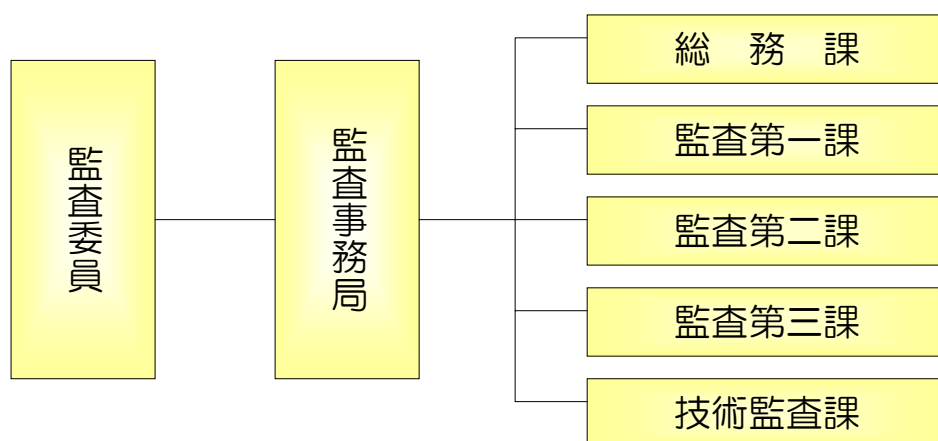 監査委員
監査事務局
総　務　課
監査第一課
監査第二課
監査第三課
技術監査課